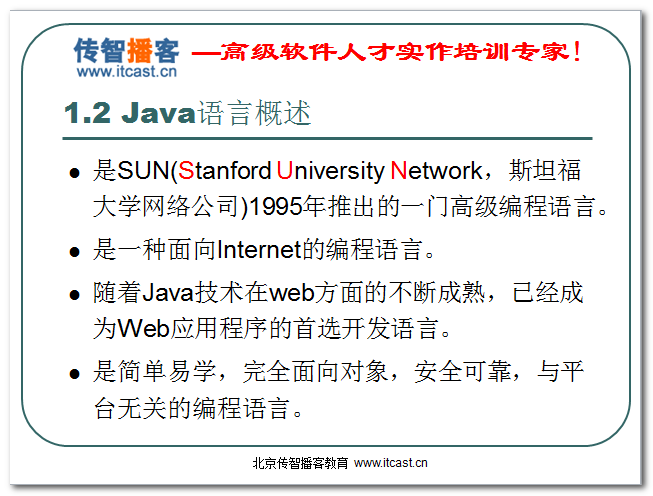 传智播客 —高级软件人才实作培训专家!
www.itcast.cn
1.2 Java语言概述
● 是SUN(Stanford University Network，斯坦福
大学网络公司)1995年推出的一门高级编程语言。
● 是一种面向Internet的编程语言。
● 随着Java技术在web方面的不断成熟，已经成
为Web应用程序的首选开发语言。
● 是简单易学，完全面向对象，安全可靠，与平
台无关的编程语言。
北京传智播客教育 www.itcast.cn